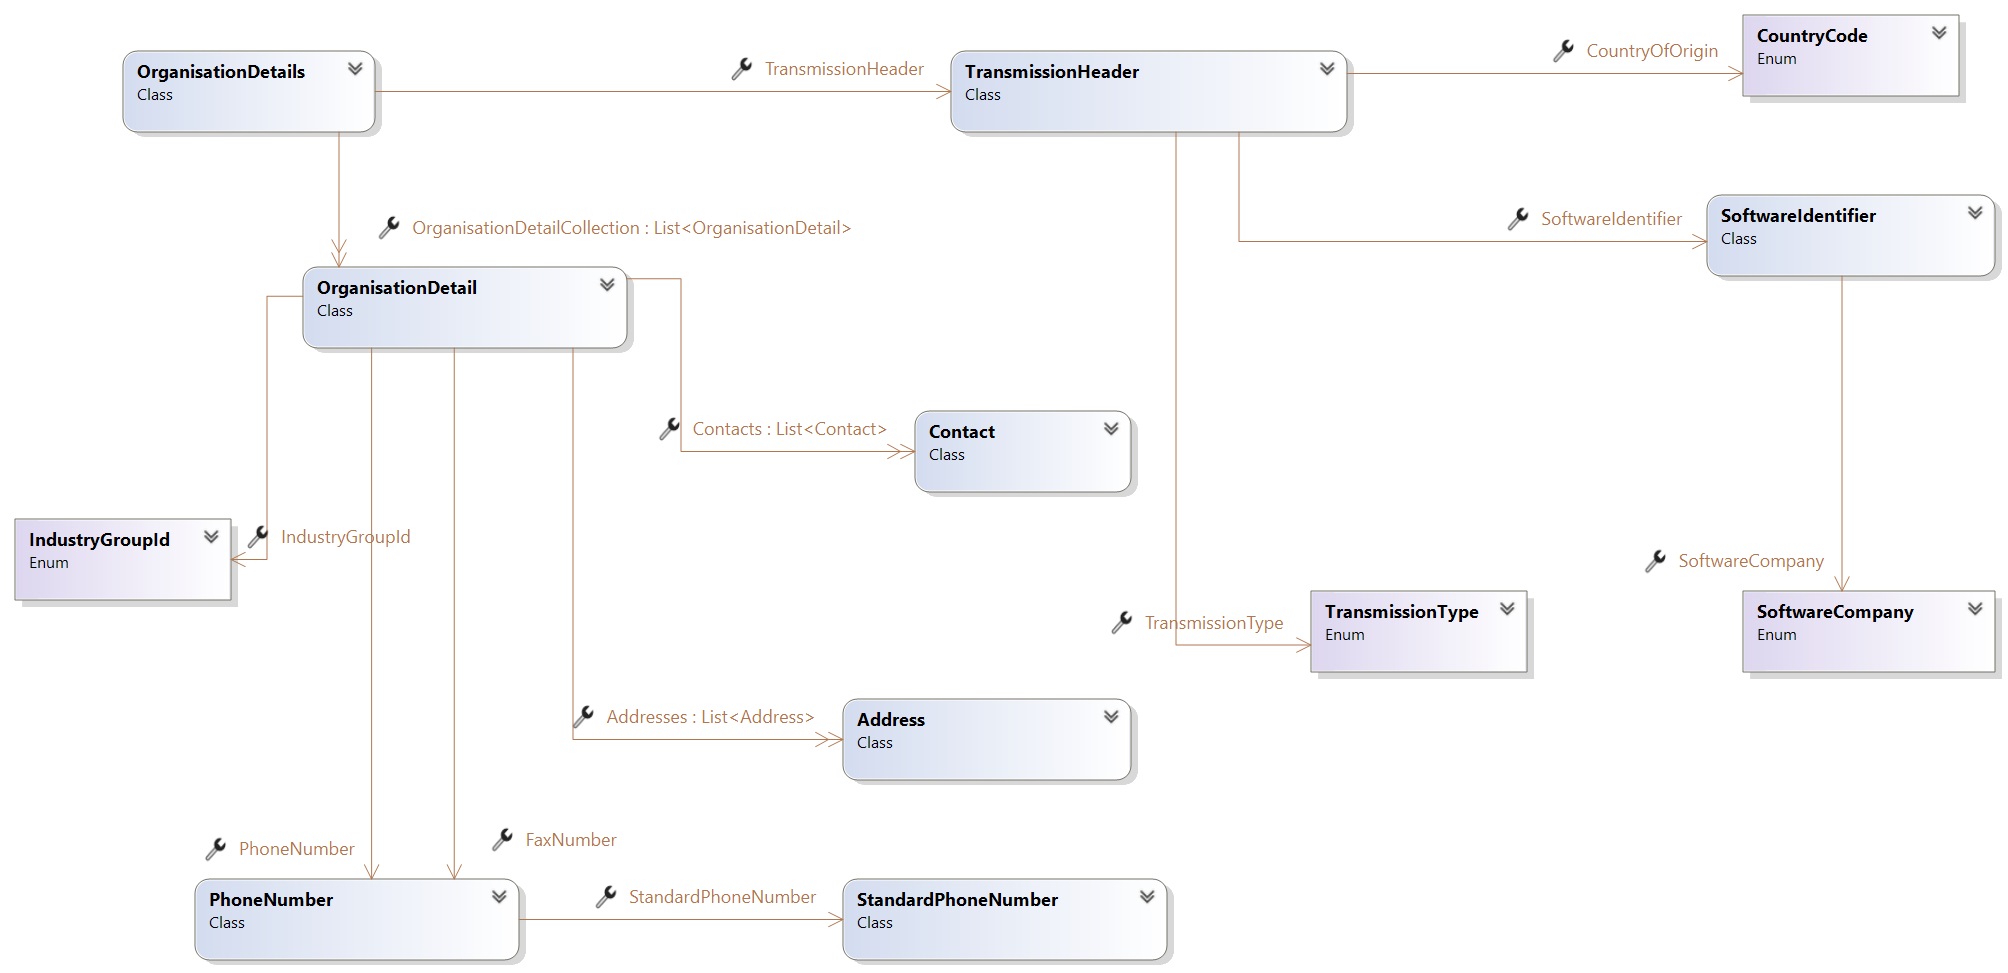 OrganisationDetails
Class
TransmissionHeader
TransmissionHeader
Class
CountryOfOrigin
CountryCode
Enum
OrganisationDetailCollection : List<OrganisationDetail>
SoftwareIdentifier
SoftwareIdentifier
Class
OrganisationDetail
Class
Contacts : List<Contact>
Contact
Class
IndustryGroupId
Enum
IndustryGroupId
SoftwareCompany
TransmissionType
TransmissionType
Enum
SoftwareCompany
Enum
Addresses : List<Address>
Address
Class
PhoneNumber
FaxNumber
PhoneNumber
Class
StandardPhoneNumber
StandardPhoneNumber
Class